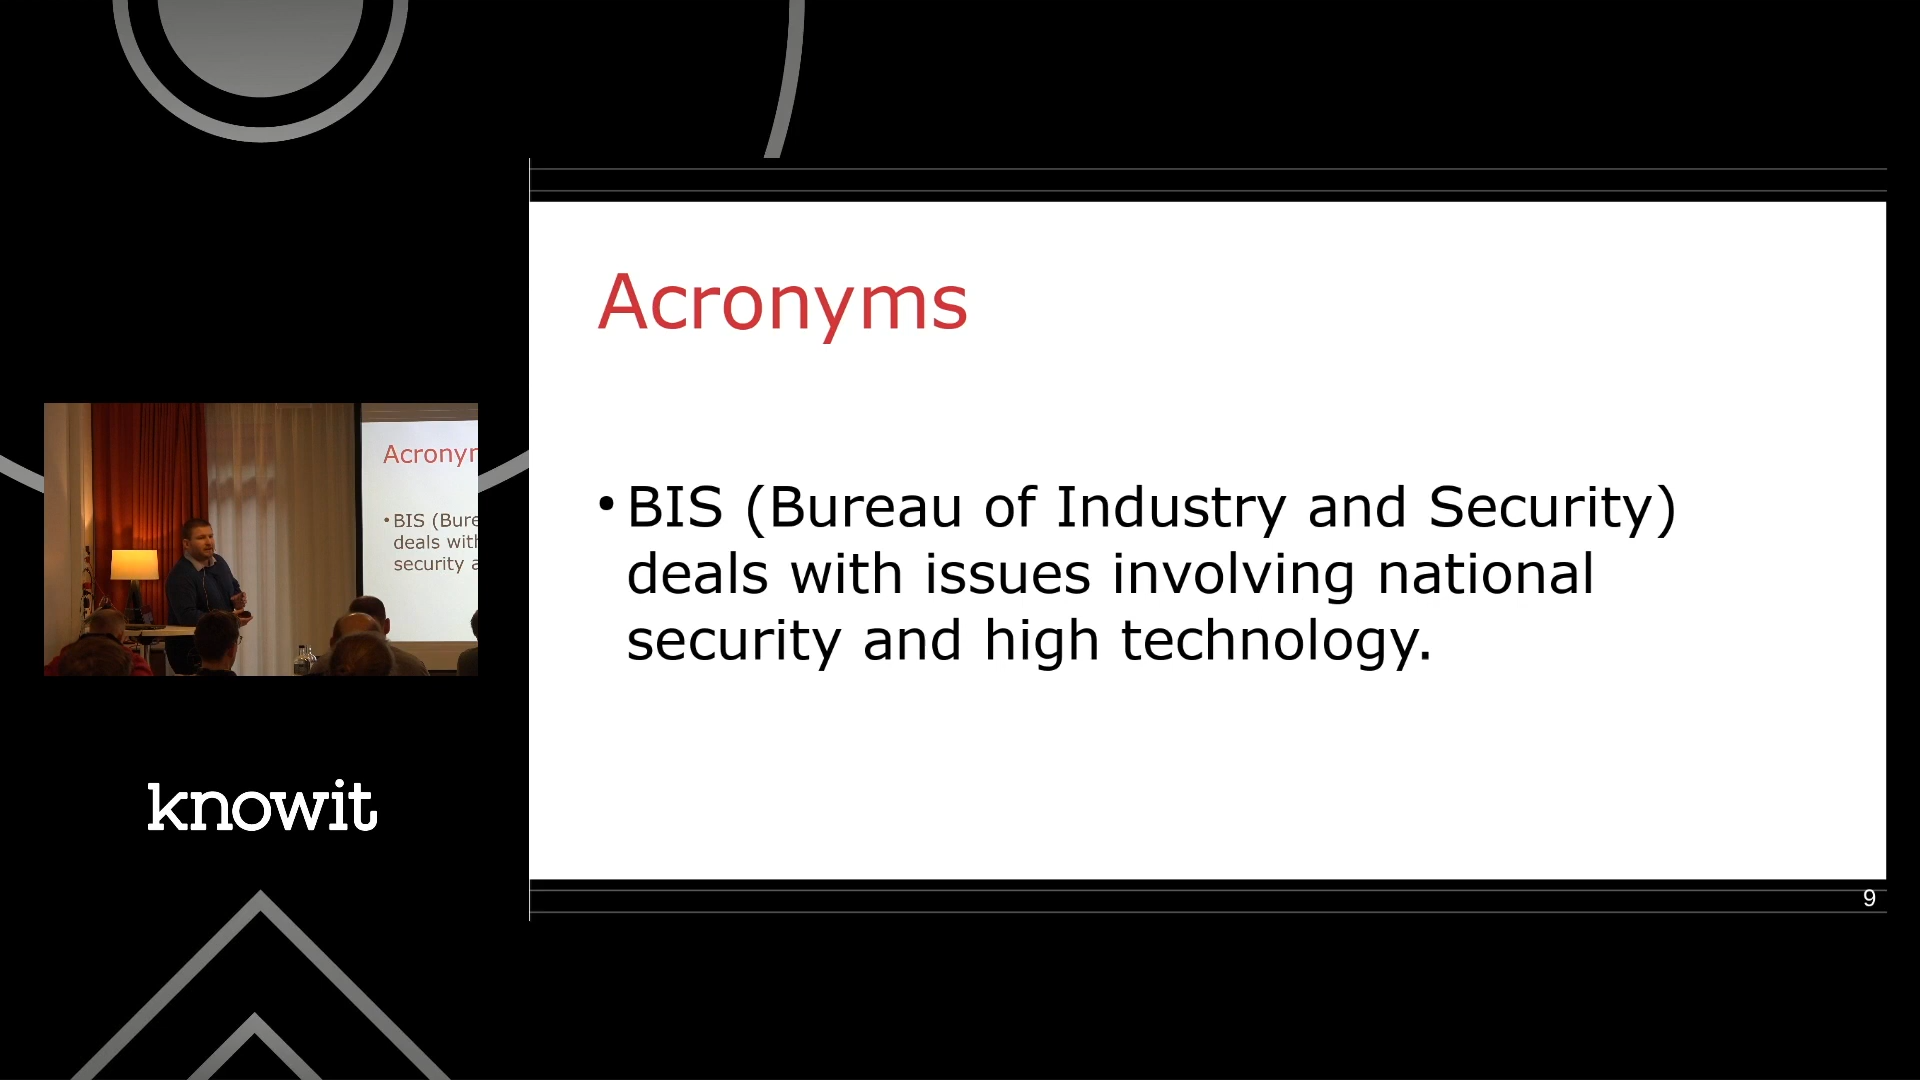 Acronyms
• BIS (Bureau of Industry and Security)
deals with issues involving national
security and high technology.
9
Acronym
• BIS (Bure
deals with
security a
knowit